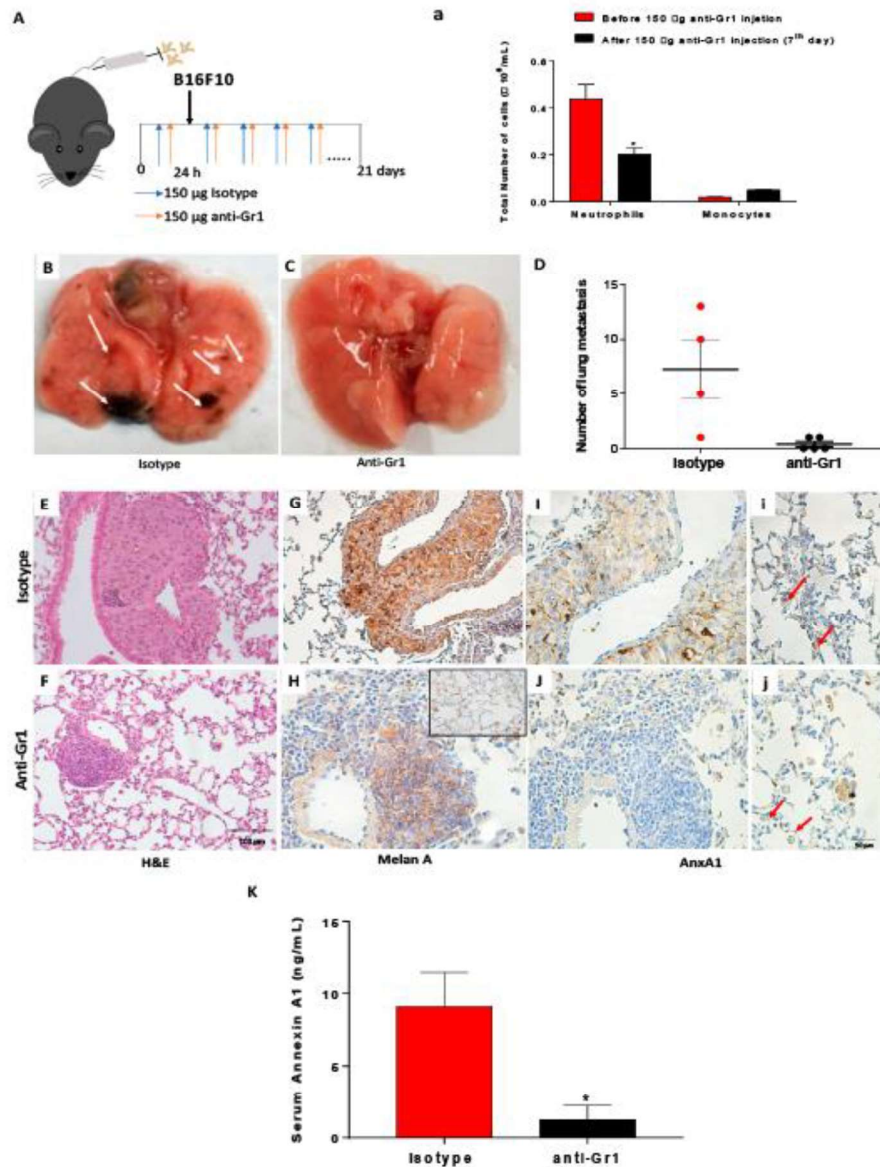 A
B16F10
0
24 h
21 days
150 µg Isotype
150 µg anti-Gr1
a
Before 150 □g anti-Gr1 injetion
After 150 □g anti-Gr1 injection (7th day)
Total Number of cells (□ 10⁶/mL)
0.6
0.4
0.2
0.0
*
Neutrophils
Monocytes
B
C
Isotype
Anti-Gr1
D
Number of lung metastasis
15
10
5
0
Isotype
anti-Gr1
Isotype
E
G
I
i
Anti-Gr1
F
H
J
j
H&E
Melan A
AnxA1
K
Serum Annexin A1 (ng/mL)
15
10
5
0
*
Isotype
anti-Gr1